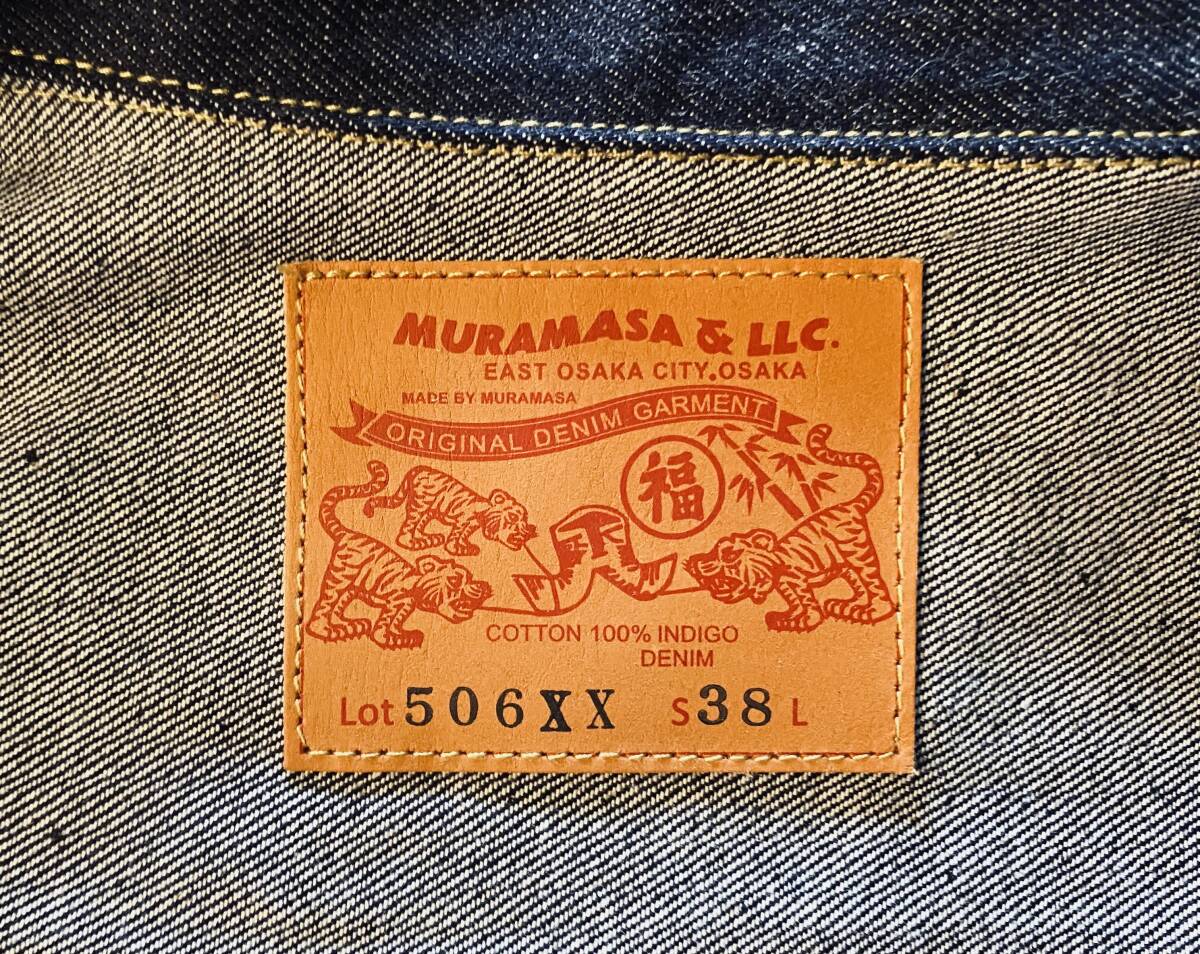 MURAMASA & LLC.
EAST OSAKA CITY.OSAKA
MADE BY MURAMASA
ORIGINAL DENIM GARMENT
福
COTTON 100% INDIGO
DENIM
Lot 506XX S 38 L